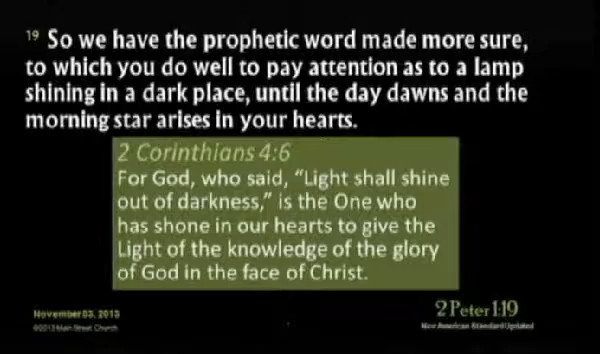 19 So we have the prophetic word made more sure,
to which you do well to pay attention as to a lamp
shining in a dark place, until the day dawns and the
morning star arises in your hearts.
2 Corinthians 4:6
For God, who said, “Light shall shine
out of darkness,” is the One who
has shone in our hearts to give the
Light of the knowledge of the glory
of God in the face of Christ.
November 03, 2013
©2013 Main Street Church
2 Peter 1:19
New American Standard Updated